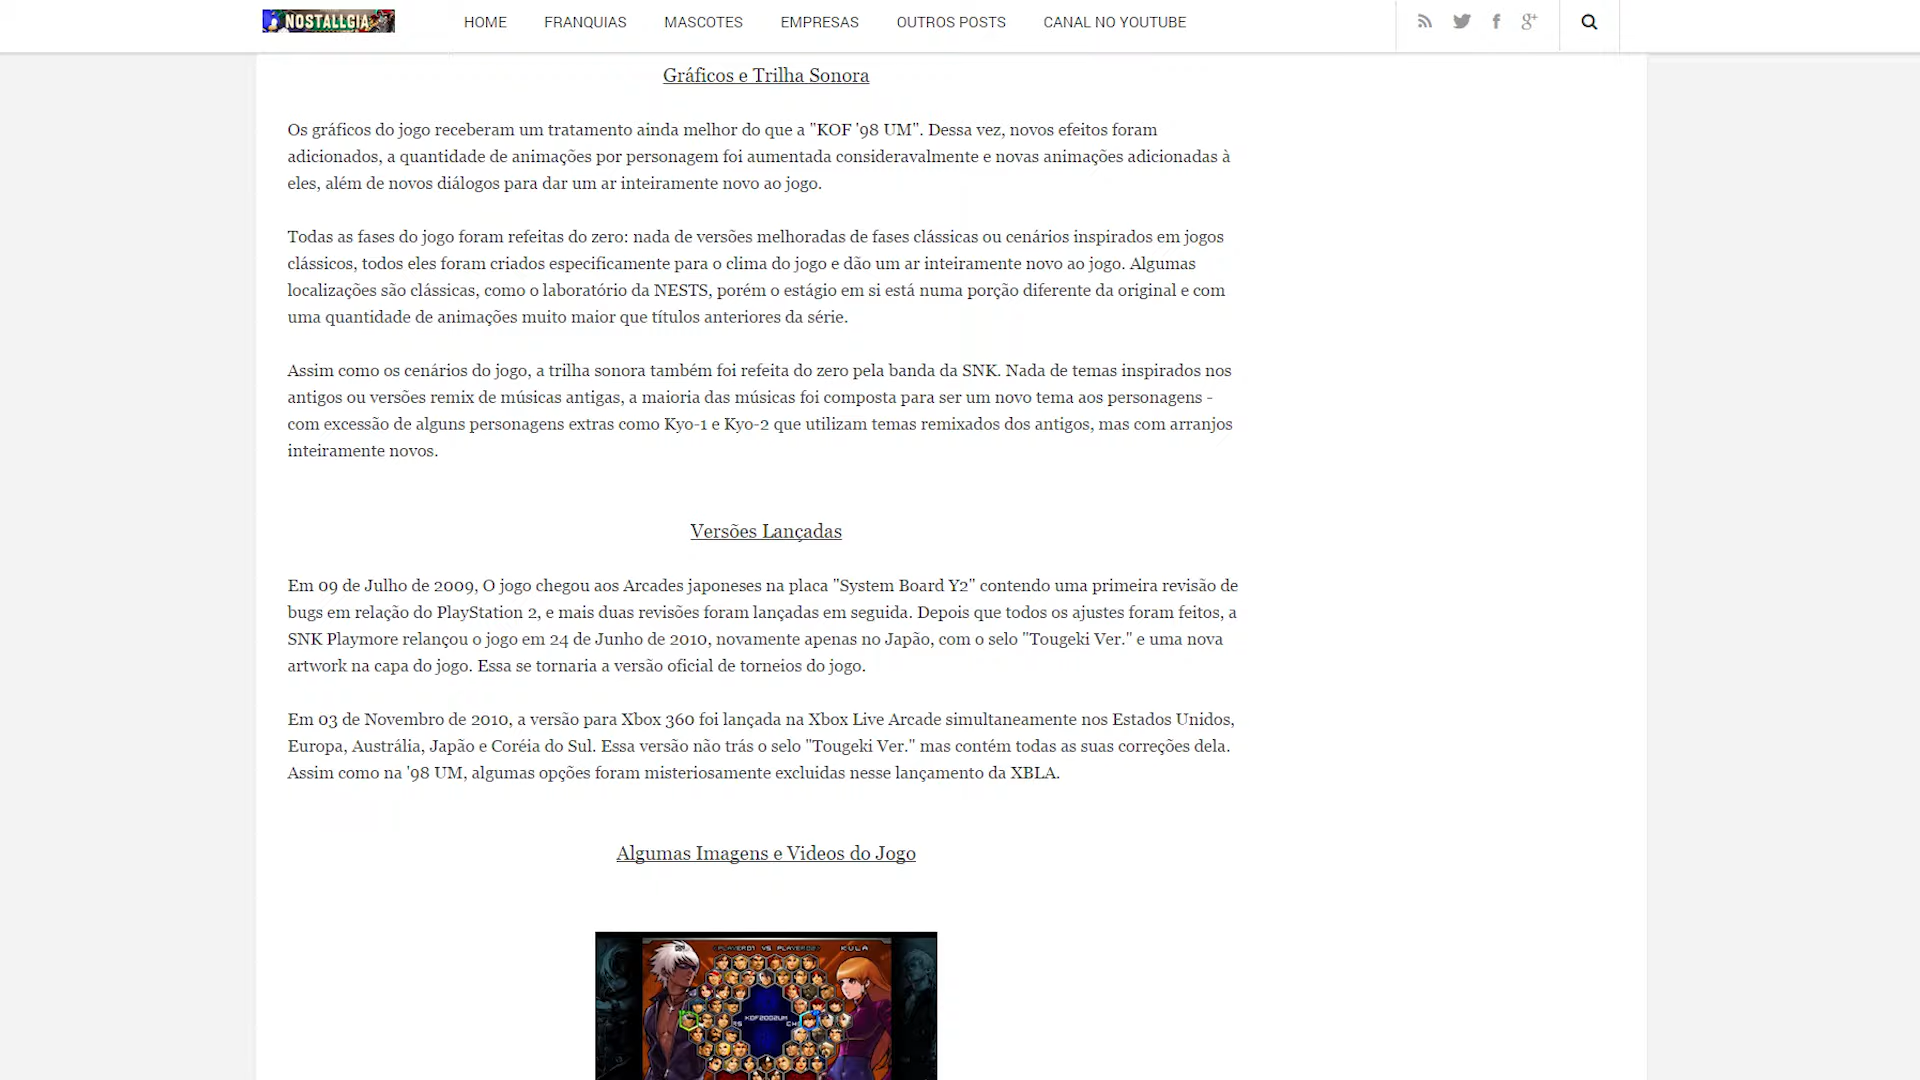 NOSTALLGIA
HOME FRANQUIAS MASCOTES EMPRESAS OUTROS POSTS CANAL NO YOUTUBE
Gráficos e Trilha Sonora
Os gráficos do jogo receberam um tratamento ainda melhor do que a "KOF '98 UM". Dessa vez, novos efeitos foram
adicionados, a quantidade de animações por personagem foi aumentada consideravalmente e novas animações adicionadas à
eles, além de novos diálogos para dar um ar inteiramente novo ao jogo.
Todas as fases do jogo foram refeitas do zero: nada de versões melhoradas de fases clássicas ou cenários inspirados em jogos
clássicos, todos eles foram criados especificamente para o clima do jogo e dão um ar inteiramente novo ao jogo. Algumas
localizações são clássicas, como o laboratório da NESTS, porém o estágio em si está numa porção diferente da original e com
uma quantidade de animações muito maior que títulos anteriores da série.
Assim como os cenários do jogo, a trilha sonora também foi refeita do zero pela banda da SNK. Nada de temas inspirados nos
antigos ou versões remix de músicas antigas, a maioria das músicas foi composta para ser um novo tema aos personagens -
com excessão de alguns personagens extras como Kyo-1 e Kyo-2 que utilizam temas remixados dos antigos, mas com arranjos
inteiramente novos.
Versões Lançadas
Em 09 de Julho de 2009, O jogo chegou aos Arcades japoneses na placa "System Board Y2" contendo uma primeira revisão de
bugs em relação do PlayStation 2, e mais duas revisões foram lançadas em seguida. Depois que todos os ajustes foram feitos, a
SNK Playmore relançou o jogo em 24 de Junho de 2010, novamente apenas no Japão, com o selo "Tougeki Ver." e uma nova
artwork na capa do jogo. Essa se tornaria a versão oficial de torneios do jogo.
Em 03 de Novembro de 2010, a versão para Xbox 360 foi lançada na Xbox Live Arcade simultaneamente nos Estados Unidos,
Europa, Austrália, Japão e Coréia do Sul. Essa versão não trás o selo "Tougeki Ver." mas contém todas as suas correções dela.
Assim como na '98 UM, algumas opções foram misteriosamente excluidas nesse lançamento da XBLA.
Algumas Imagens e Videos do Jogo
PLAYER01 VS PLAYER02 KULA
KOF2002UM